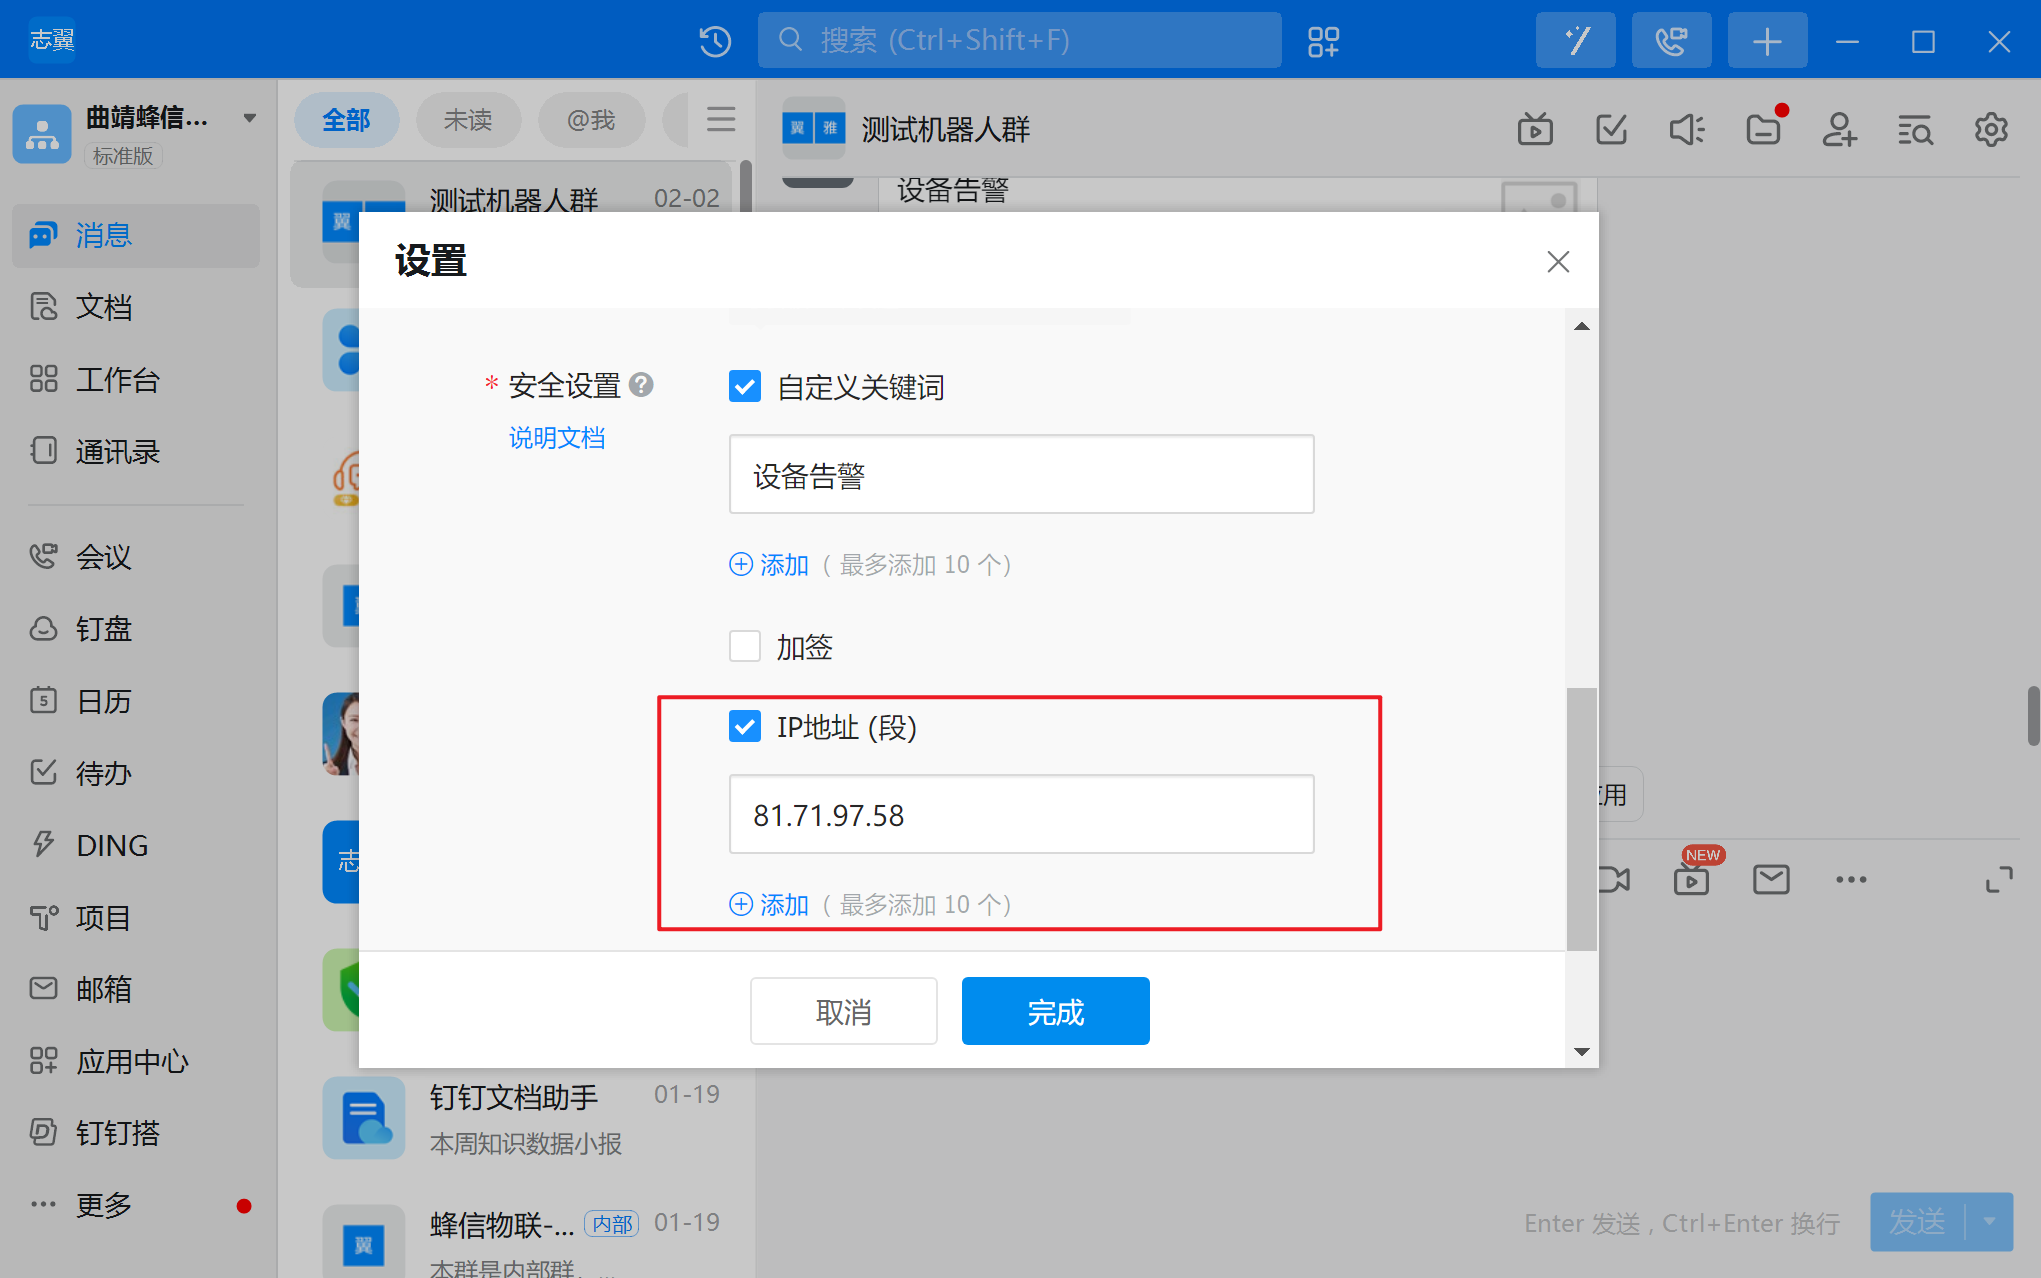 志翼
搜索 (Ctrl+Shift+F)
曲靖蜂信...
标准版
消息
文档
工作台
通讯录
会议
钉盘
5
日历
待办
DING
项目
邮箱
应用中心
钉钉搭
更多
全部
未读
@我
翼
测试机器人群
02-02
志
钉钉文档助手
01-19
本周知识数据小报
翼
蜂信物联-...
内部
01-19
本群是内部群,...
翼 雅
测试机器人群
设备告警
设置
* 安全设置
说明文档
自定义关键词
设备告警
添加 ( 最多添加 10 个)
加签
IP地址 (段)
81.71.97.58
添加 ( 最多添加 10 个)
取消
完成
用
NEW
Enter 发送 , Ctrl+Enter 换行
发送